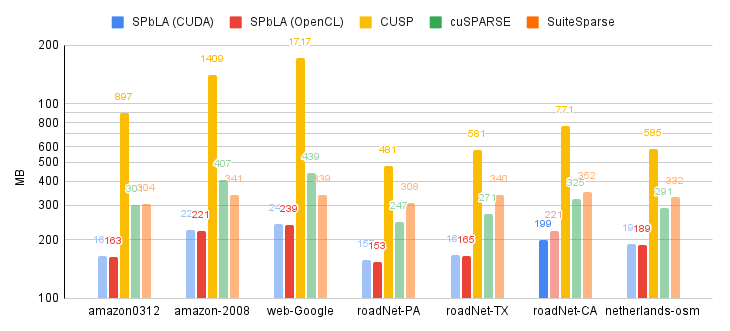 SPbLA (CUDA) SPbLA (OpenCL) CUSP cuSPARSE SuiteSparse
MB
200
100
800
600
500
400
300
200
100
163 897 304
221 1409 407 341
239 1717 439
153 481 247 308
165 581 271 340
199 221 771 325 352
189 585 291 332
amazon0312 amazon-2008 web-Google roadNet-PA roadNet-TX roadNet-CA netherlands-osm